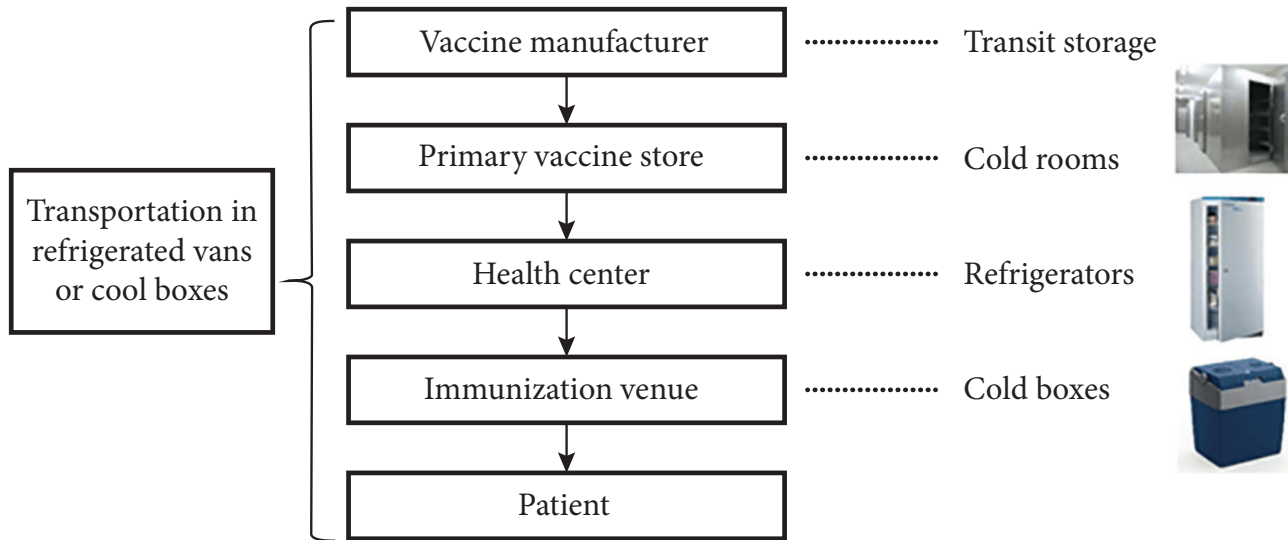 Vaccine manufacturer
Transit storage
Primary vaccine store
Cold rooms
Transportation in
refrigerated vans
or cool boxes
Health center
Refrigerators
Immunization venue
Cold boxes
Patient